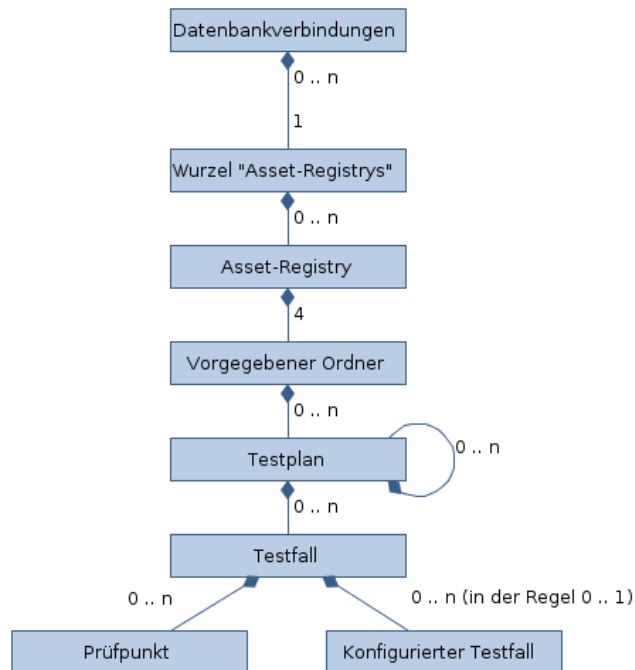 Datenbankverbindungen
0 .. n
1
Wurzel "Asset-Registrys"
0 .. n
Asset-Registry
4
Vorgegebener Ordner
0 .. n
Testplan
0 .. n
0 .. n
Testfall
0 .. n
0 .. n (in der Regel 0 .. 1)
Prüfpunkt
Konfigurierter Testfall